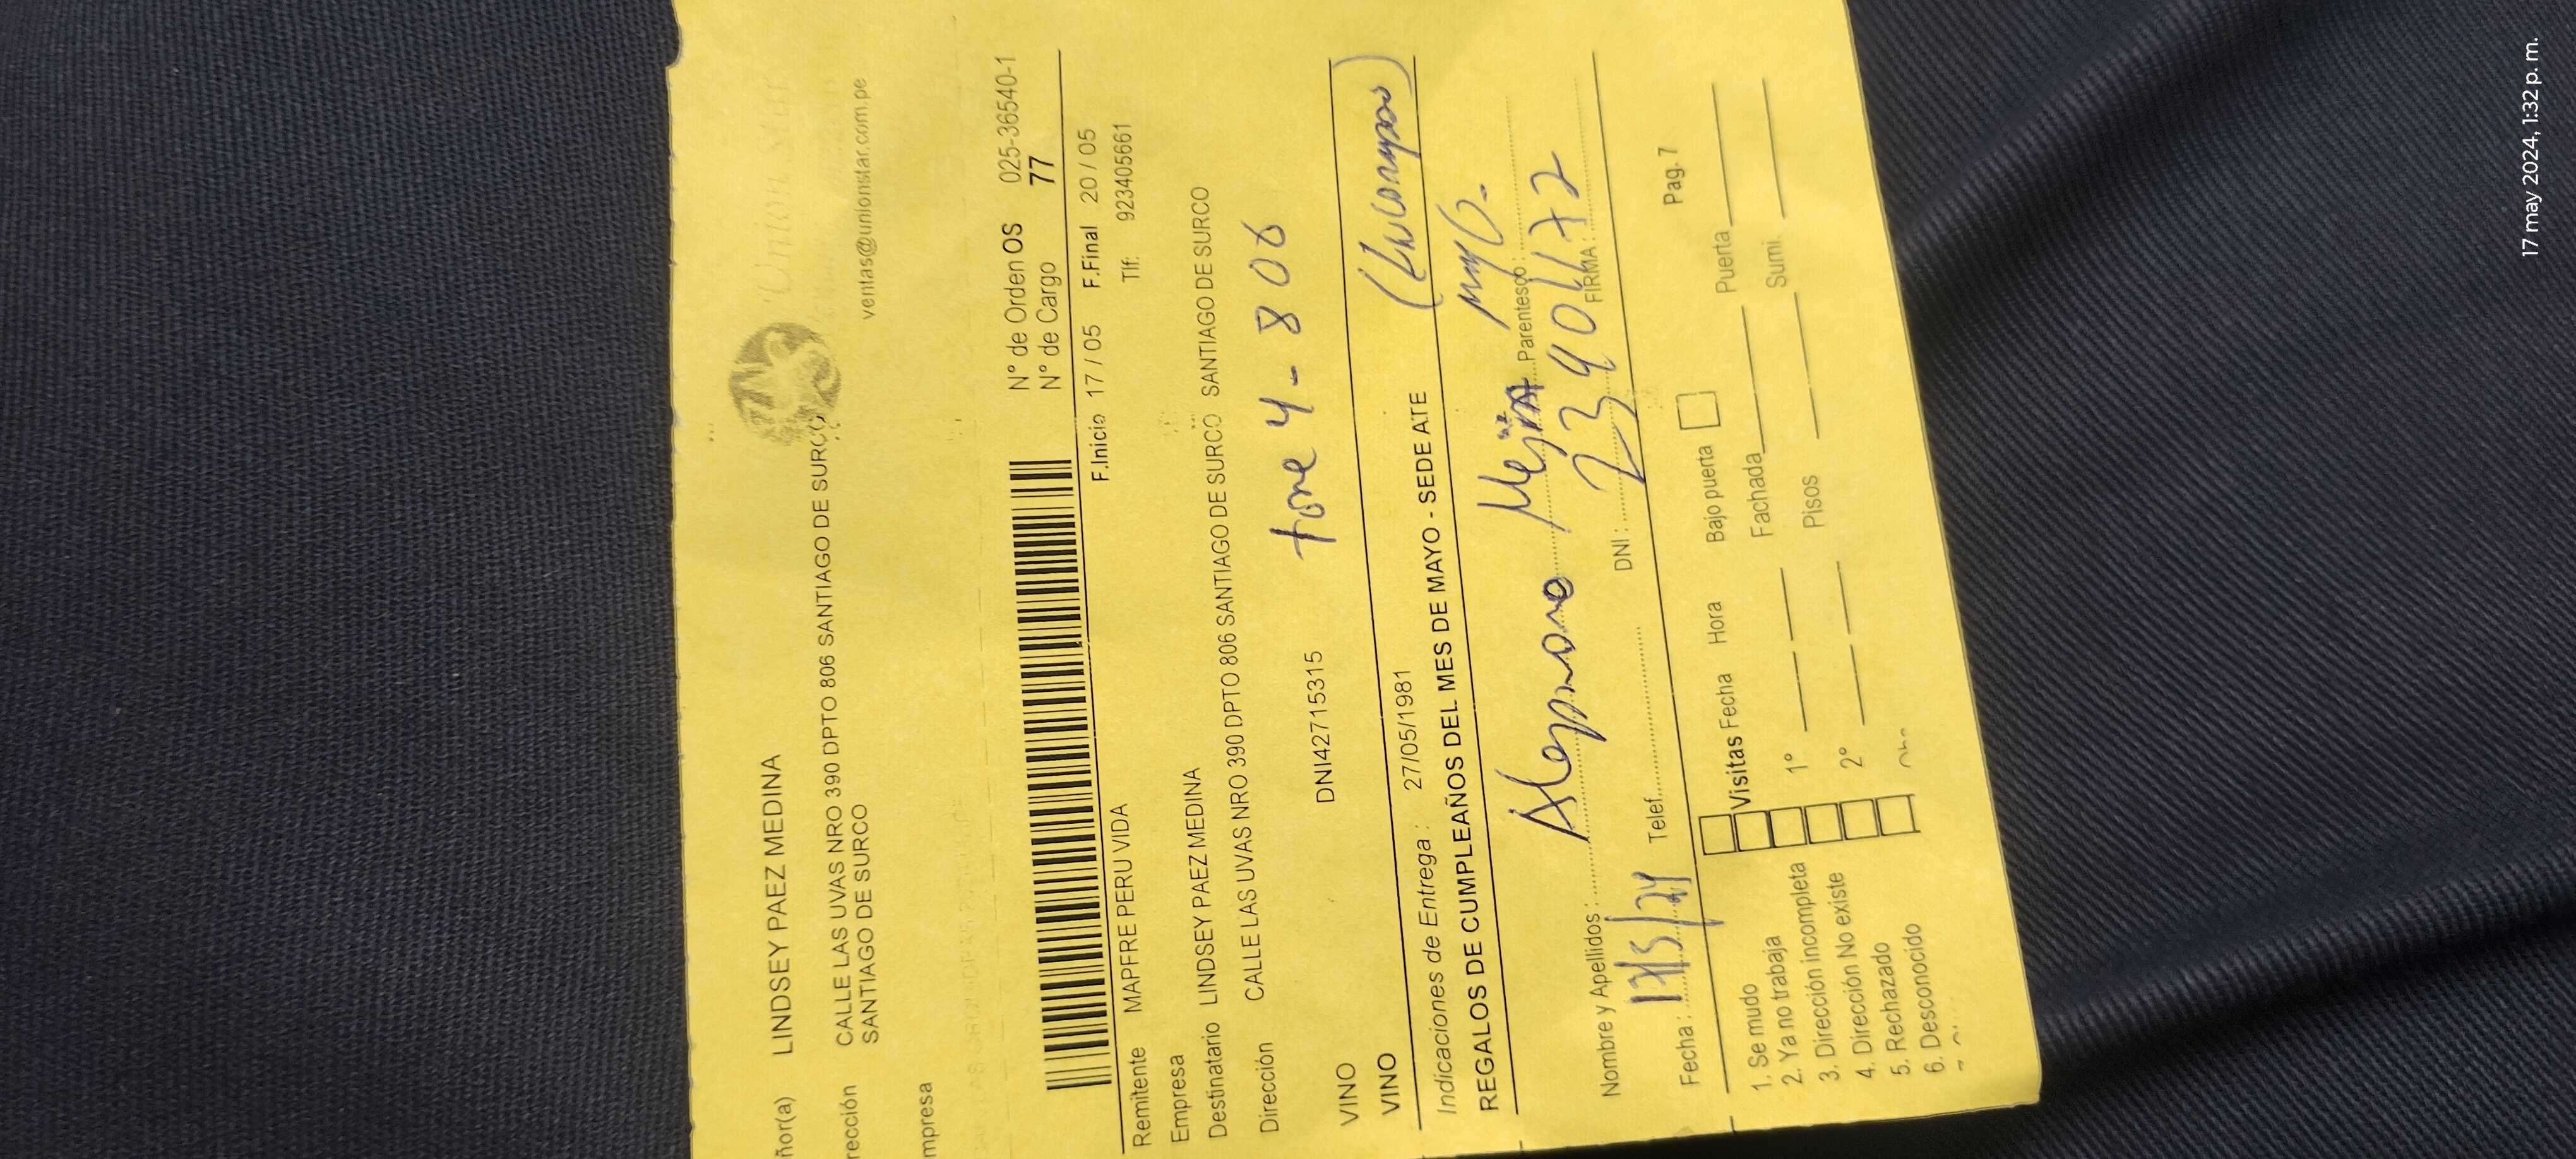 Union Star
ñor(a) LINDSEY PAEZ MEDINA
rección CALLE LAS UVAS NRO 390 DPTO 806 SANTIAGO DE SURCO
SANTIAGO DE SURCO
ventas@unionstar.com.pe
mpresa
N° de Orden OS 025-36540-1
N° de Cargo 77
F.Inicio 17 / 05 F.Final 20 / 05
Remitente MAPFRE PERU VIDA Tlf: 923405661
Empresa
Destinatario LINDSEY PAEZ MEDINA
Dirección CALLE LAS UVAS NRO 390 DPTO 806 SANTIAGO DE SURCO SANTIAGO DE SURCO
torre 4 - 806
DNI42715315
VINO
VINO
Indicaciones de Entrega : 27/05/1981
REGALOS DE CUMPLEAÑOS DEL MES DE MAYO - SEDE ATE
Nombre y Apellidos : Alejandro Mejia Parentesco :
Fecha : 17/5/24 Telef. DNI : FIRMA :
Pag. 7
1. Se mudo
2. Ya no trabaja
3. Dirección incompleta
4. Dirección No existe
5. Rechazado
6. Desconocido
Visitas Fecha Hora
1°
2°
Bajo puerta
Fachada Puerta
Pisos Sumi.
17 may 2024, 1:32 p. m.